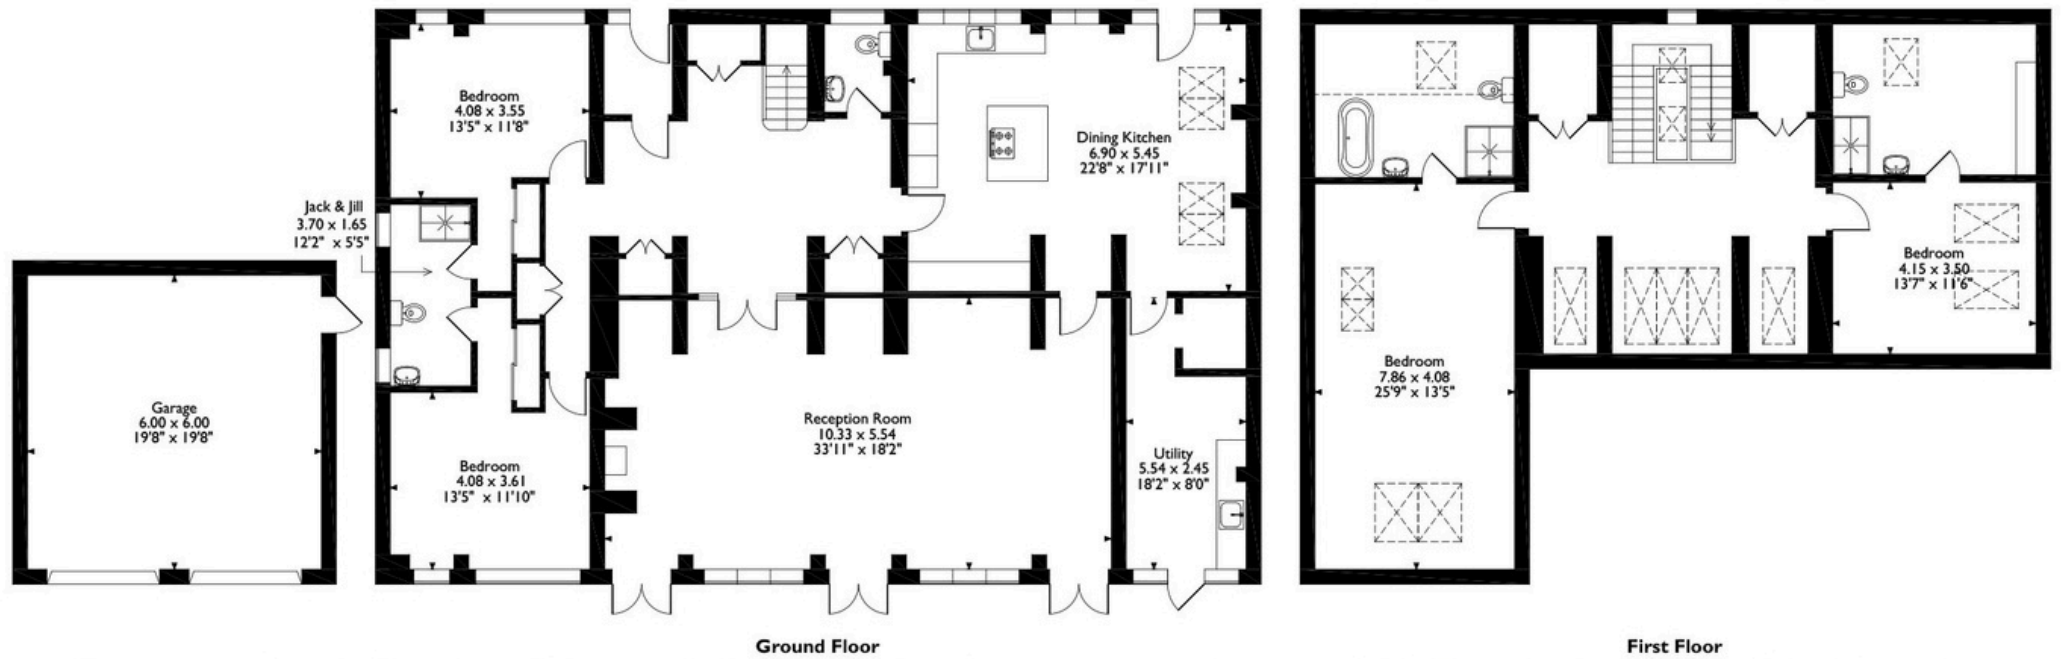 Bedroom
4.08 x 3.55
13'5" x 11'8"
Dining Kitchen
6.90 x 5.45
22'8" x 17'11"
Jack & Jill
3.70 x 1.65
12'2" x 5'5"
Bedroom
4.15 x 3.50
13'7" x 11'6"
Garage
6.00 x 6.00
19'8" x 19'8"
Reception Room
10.33 x 5.54
33'11" x 18'2"
Bedroom
7.86 x 4.08
25'9" x 13'5"
Bedroom
4.08 x 3.61
13'5" x 11'10"
Utility
5.54 x 2.45
18'2" x 8'0"
Ground Floor
First Floor